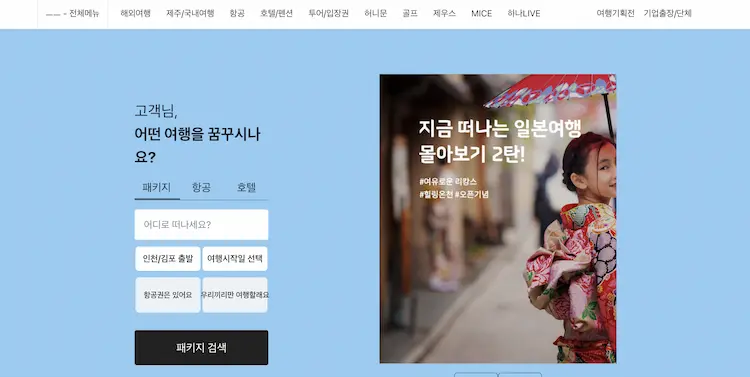 전체메뉴 해외여행 제주/국내여행 항공 호텔/펜션 투어/입장권 허니문 골프 제우스 MICE 하나LIVE 여행기획전 기업출장/단체
고객님,
어떤 여행을 꿈꾸시나
요?
패키지 항공 호텔
어디로 떠나세요?
인천/김포 출발 여행시작일 선택
항공권은 있어요 우리끼리만 여행할래요
패키지 검색
지금 떠나는 일본여행
몰아보기 2탄!
#여유로운 리캉스
#힐링온천 #오픈기념